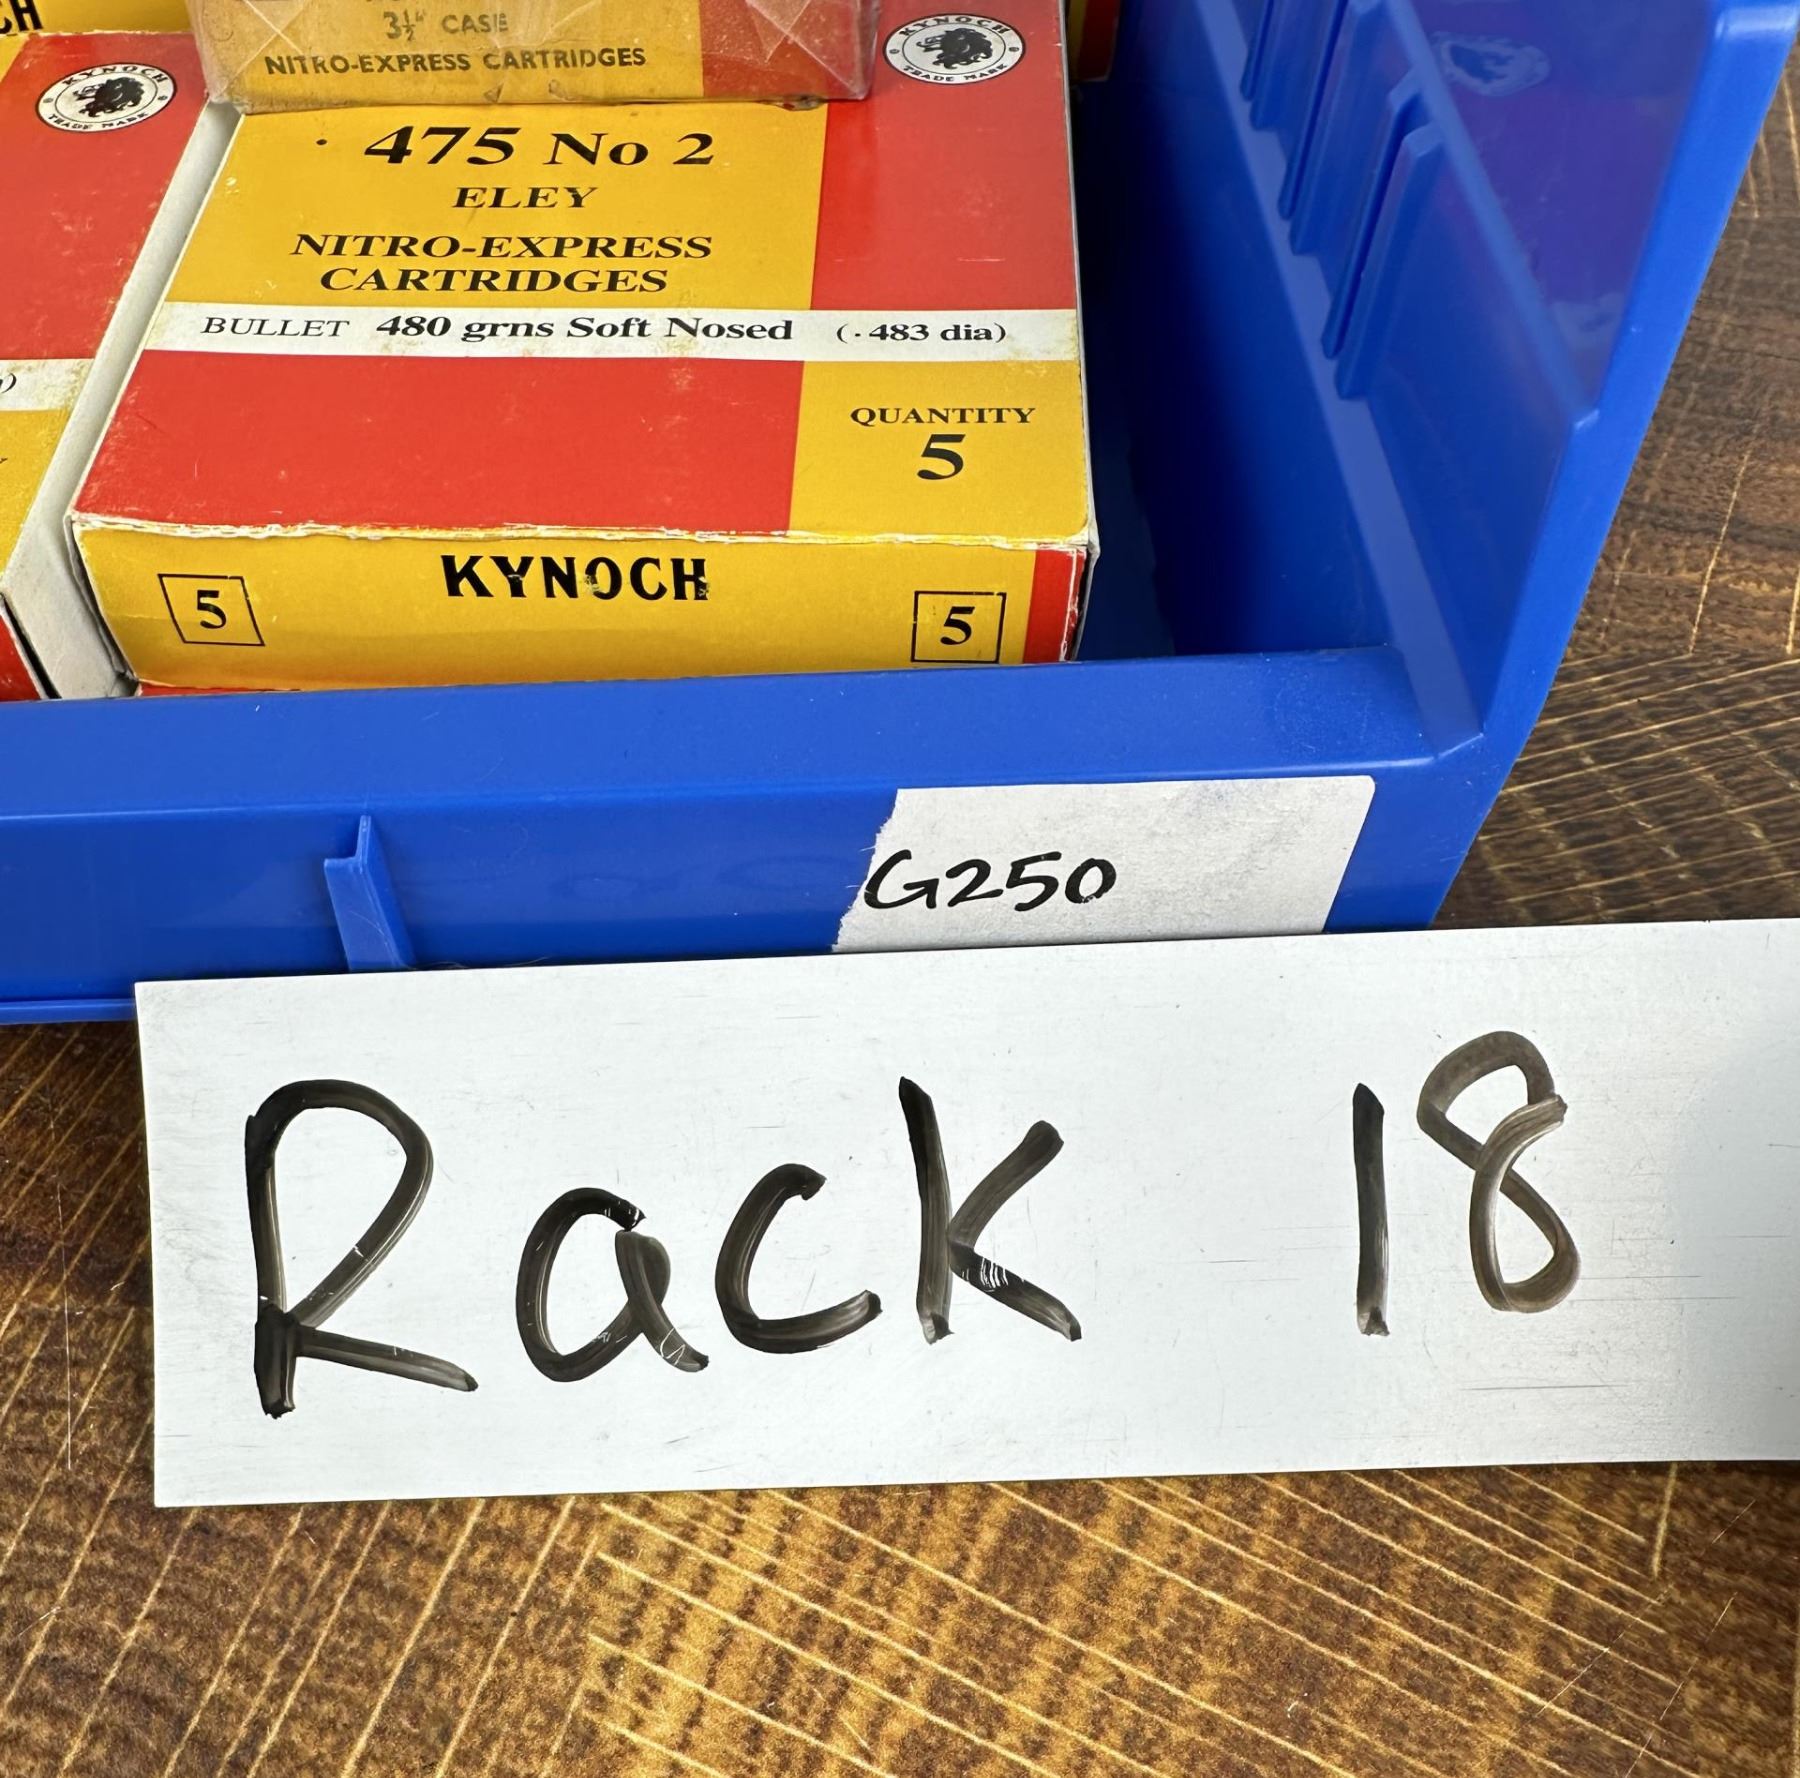 CH
3½" CASE
NITRO-EXPRESS CARTRIDGES
KYNOCH
TRADE MARK
KYNOCH
TRADE MARK
·475 No 2
ELEY
NITRO-EXPRESS
CARTRIDGES
BULLET 480 grns Soft Nosed (·483 dia)
QUANTITY
5
KYNOCH
5
5
G250
Rack 18